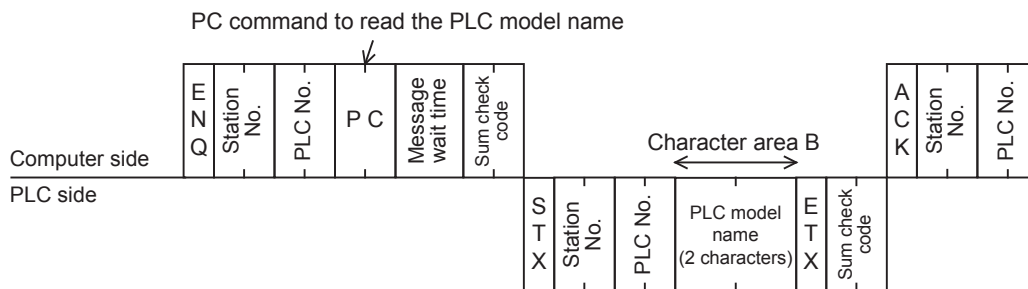 PC command to read the PLC model name
ENQ
Station
No.
PLC No.
P C
Message
wait time
Sum check
code
Computer side
Character area B
ACK
Station
No.
PLC No.
PLC side
STX
Station
No.
PLC No.
PLC model
name
(2 characters)
ETX
Sum check
code